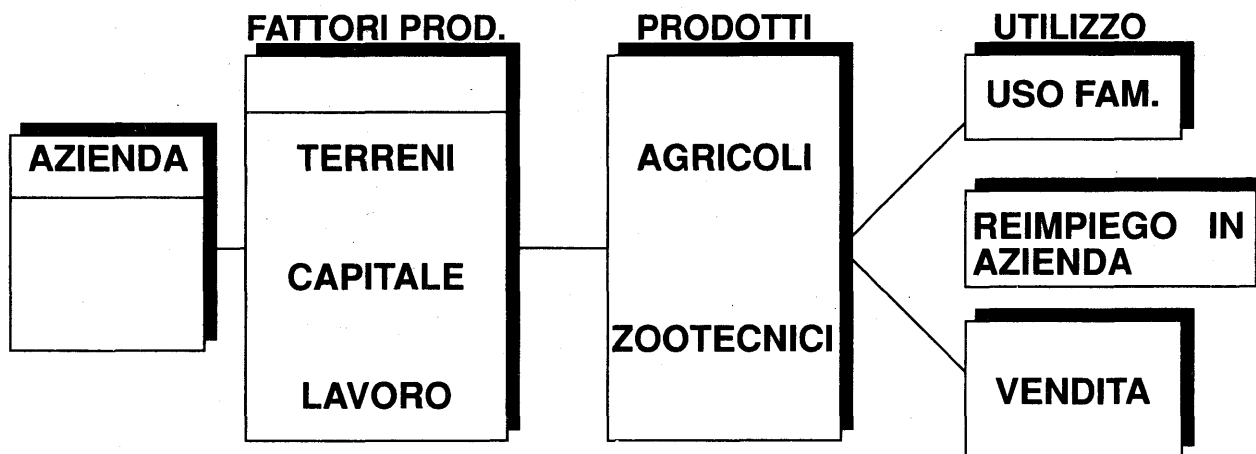 FATTORI PROD.
PRODOTTI
UTILIZZO
AZIENDA
TERRENI
CAPITALE
LAVORO
AGRICOLI
ZOOTECNICI
USO FAM.
REIMPIEGO IN
AZIENDA
VENDITA